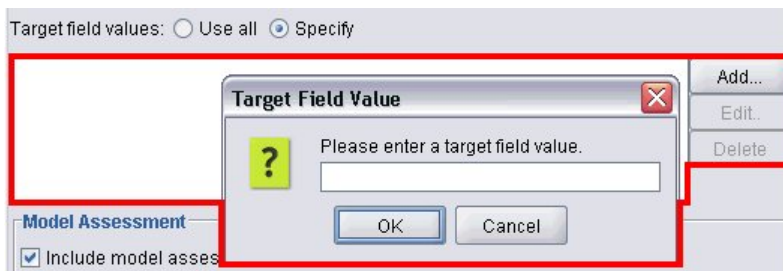 Target field values: Use all Specify
Add...
Target Field Value
Edit..
Please enter a target field value.
Delete
?
OK Cancel
Model Assessment
Include model asses